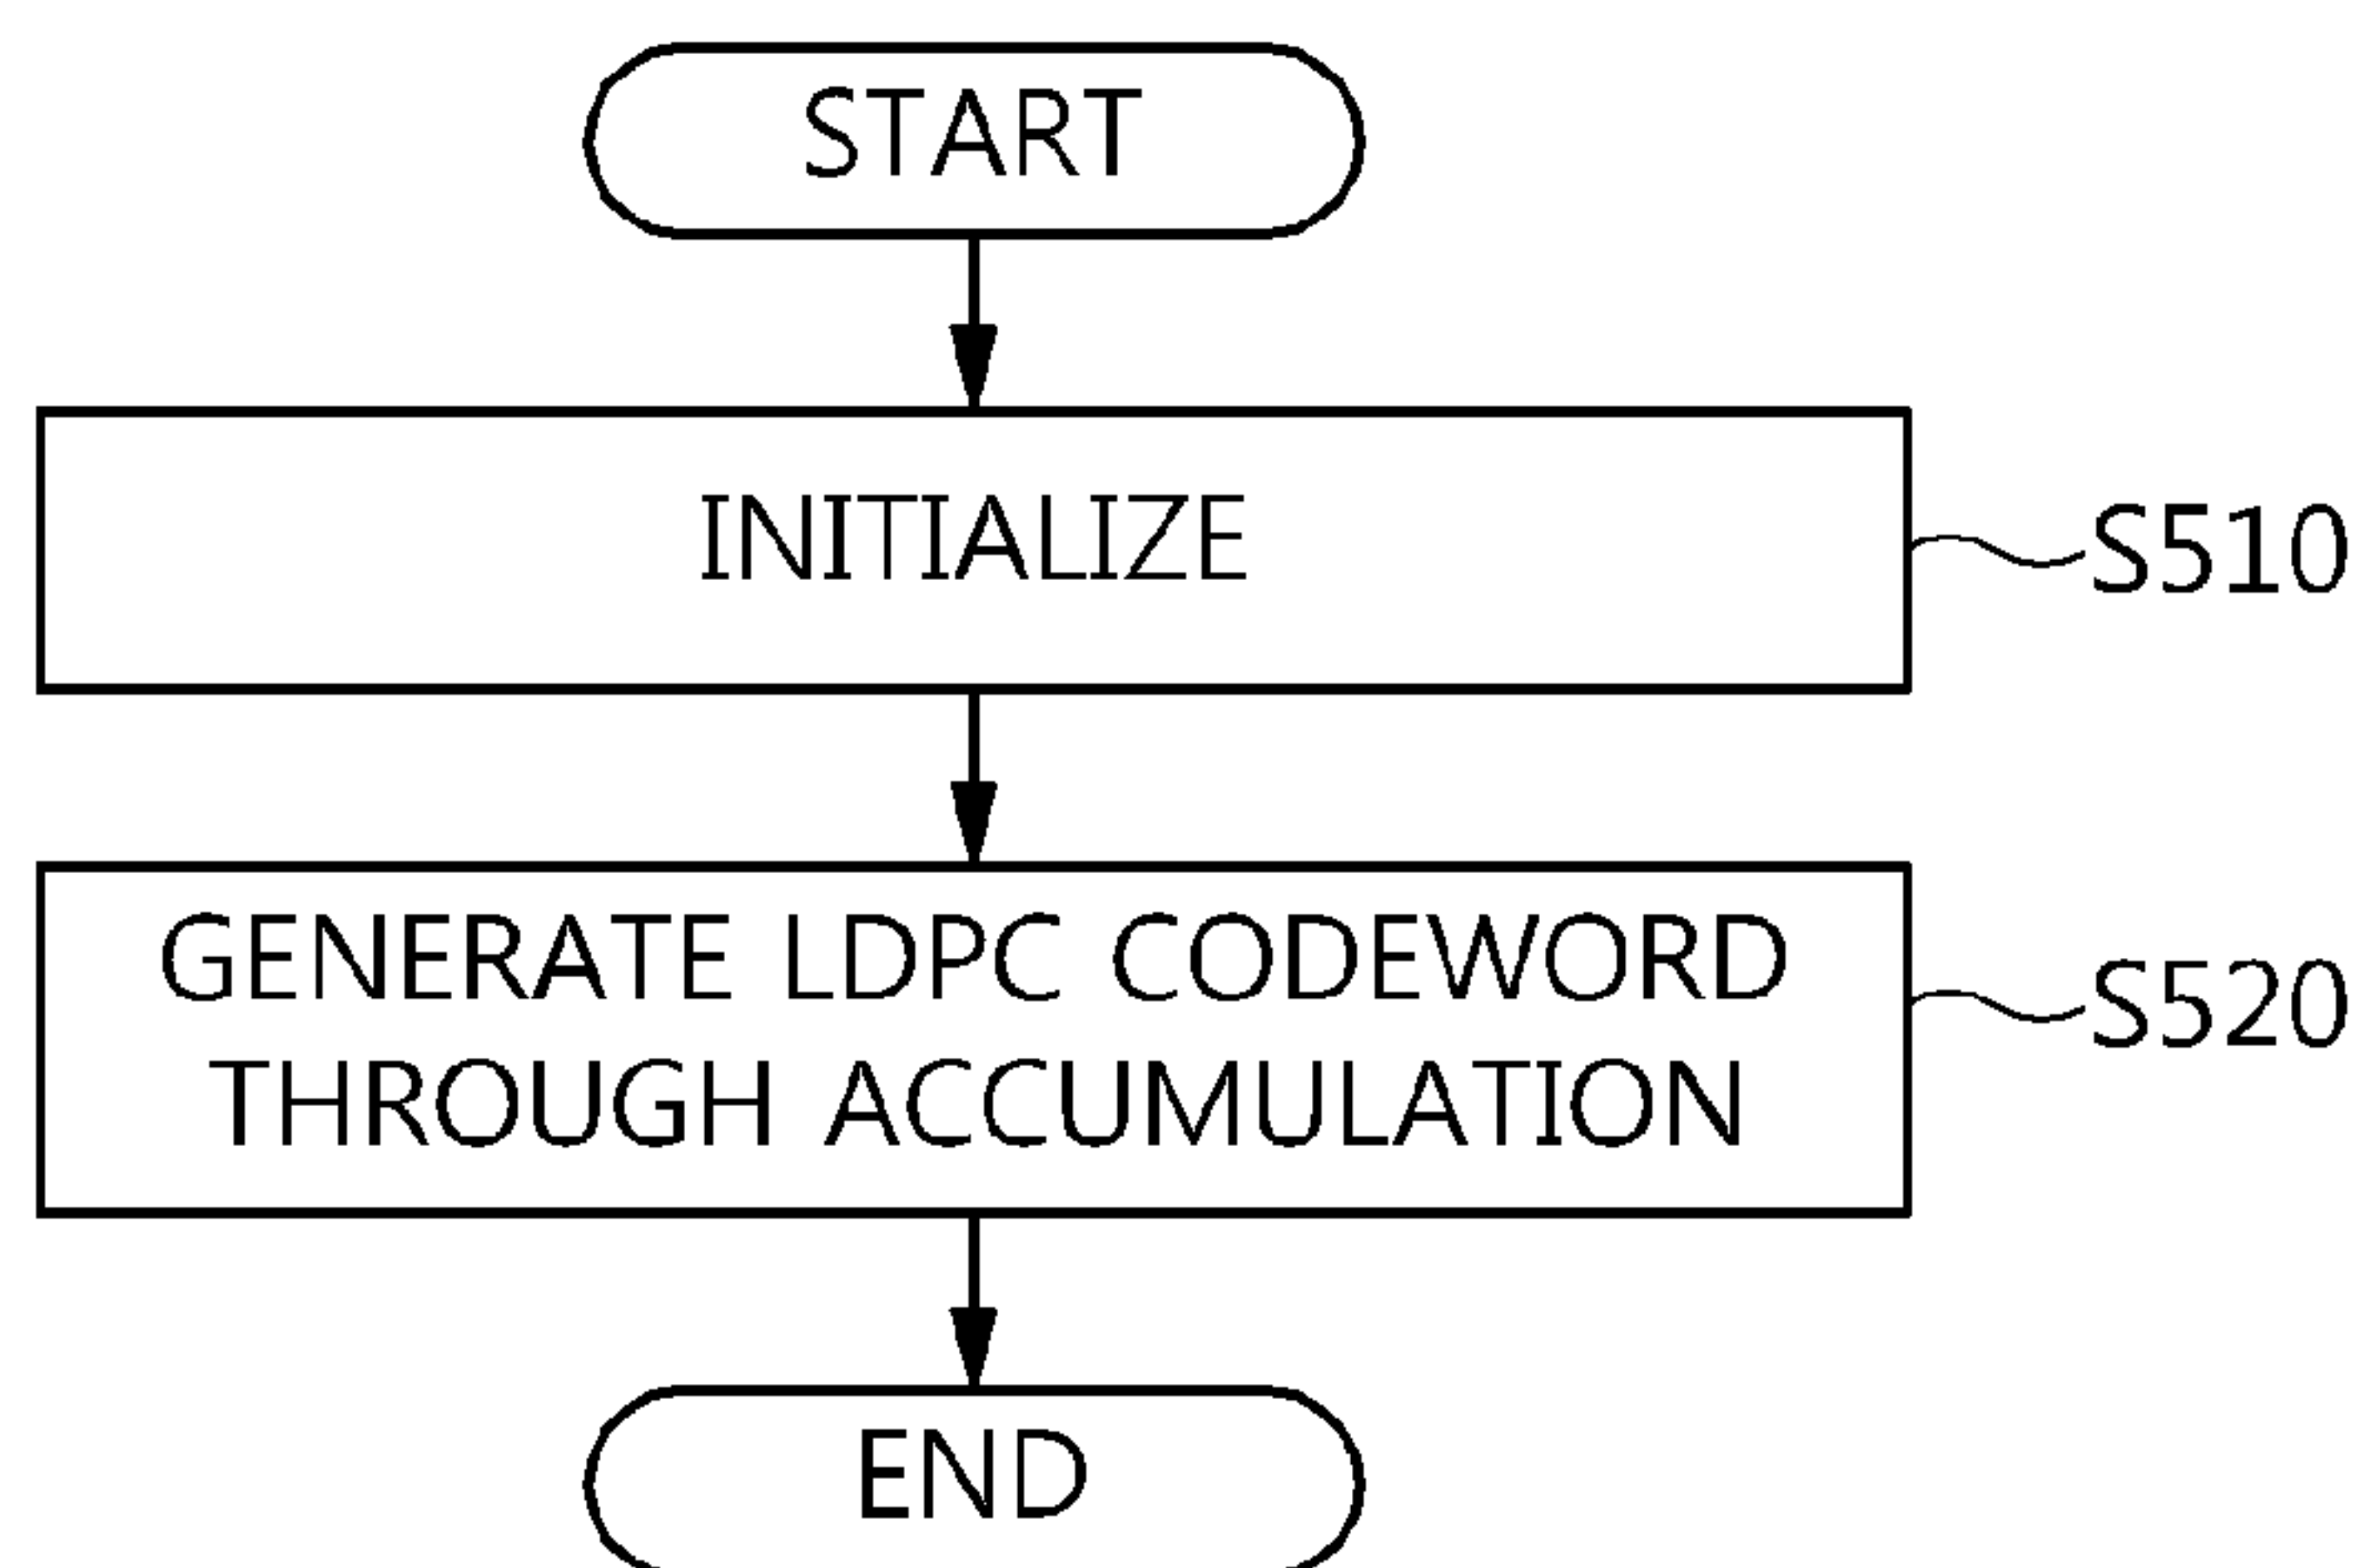 START
INITIALIZE
S510
GENERATE LDPC CODEWORD
THROUGH ACCUMULATION
S520
END